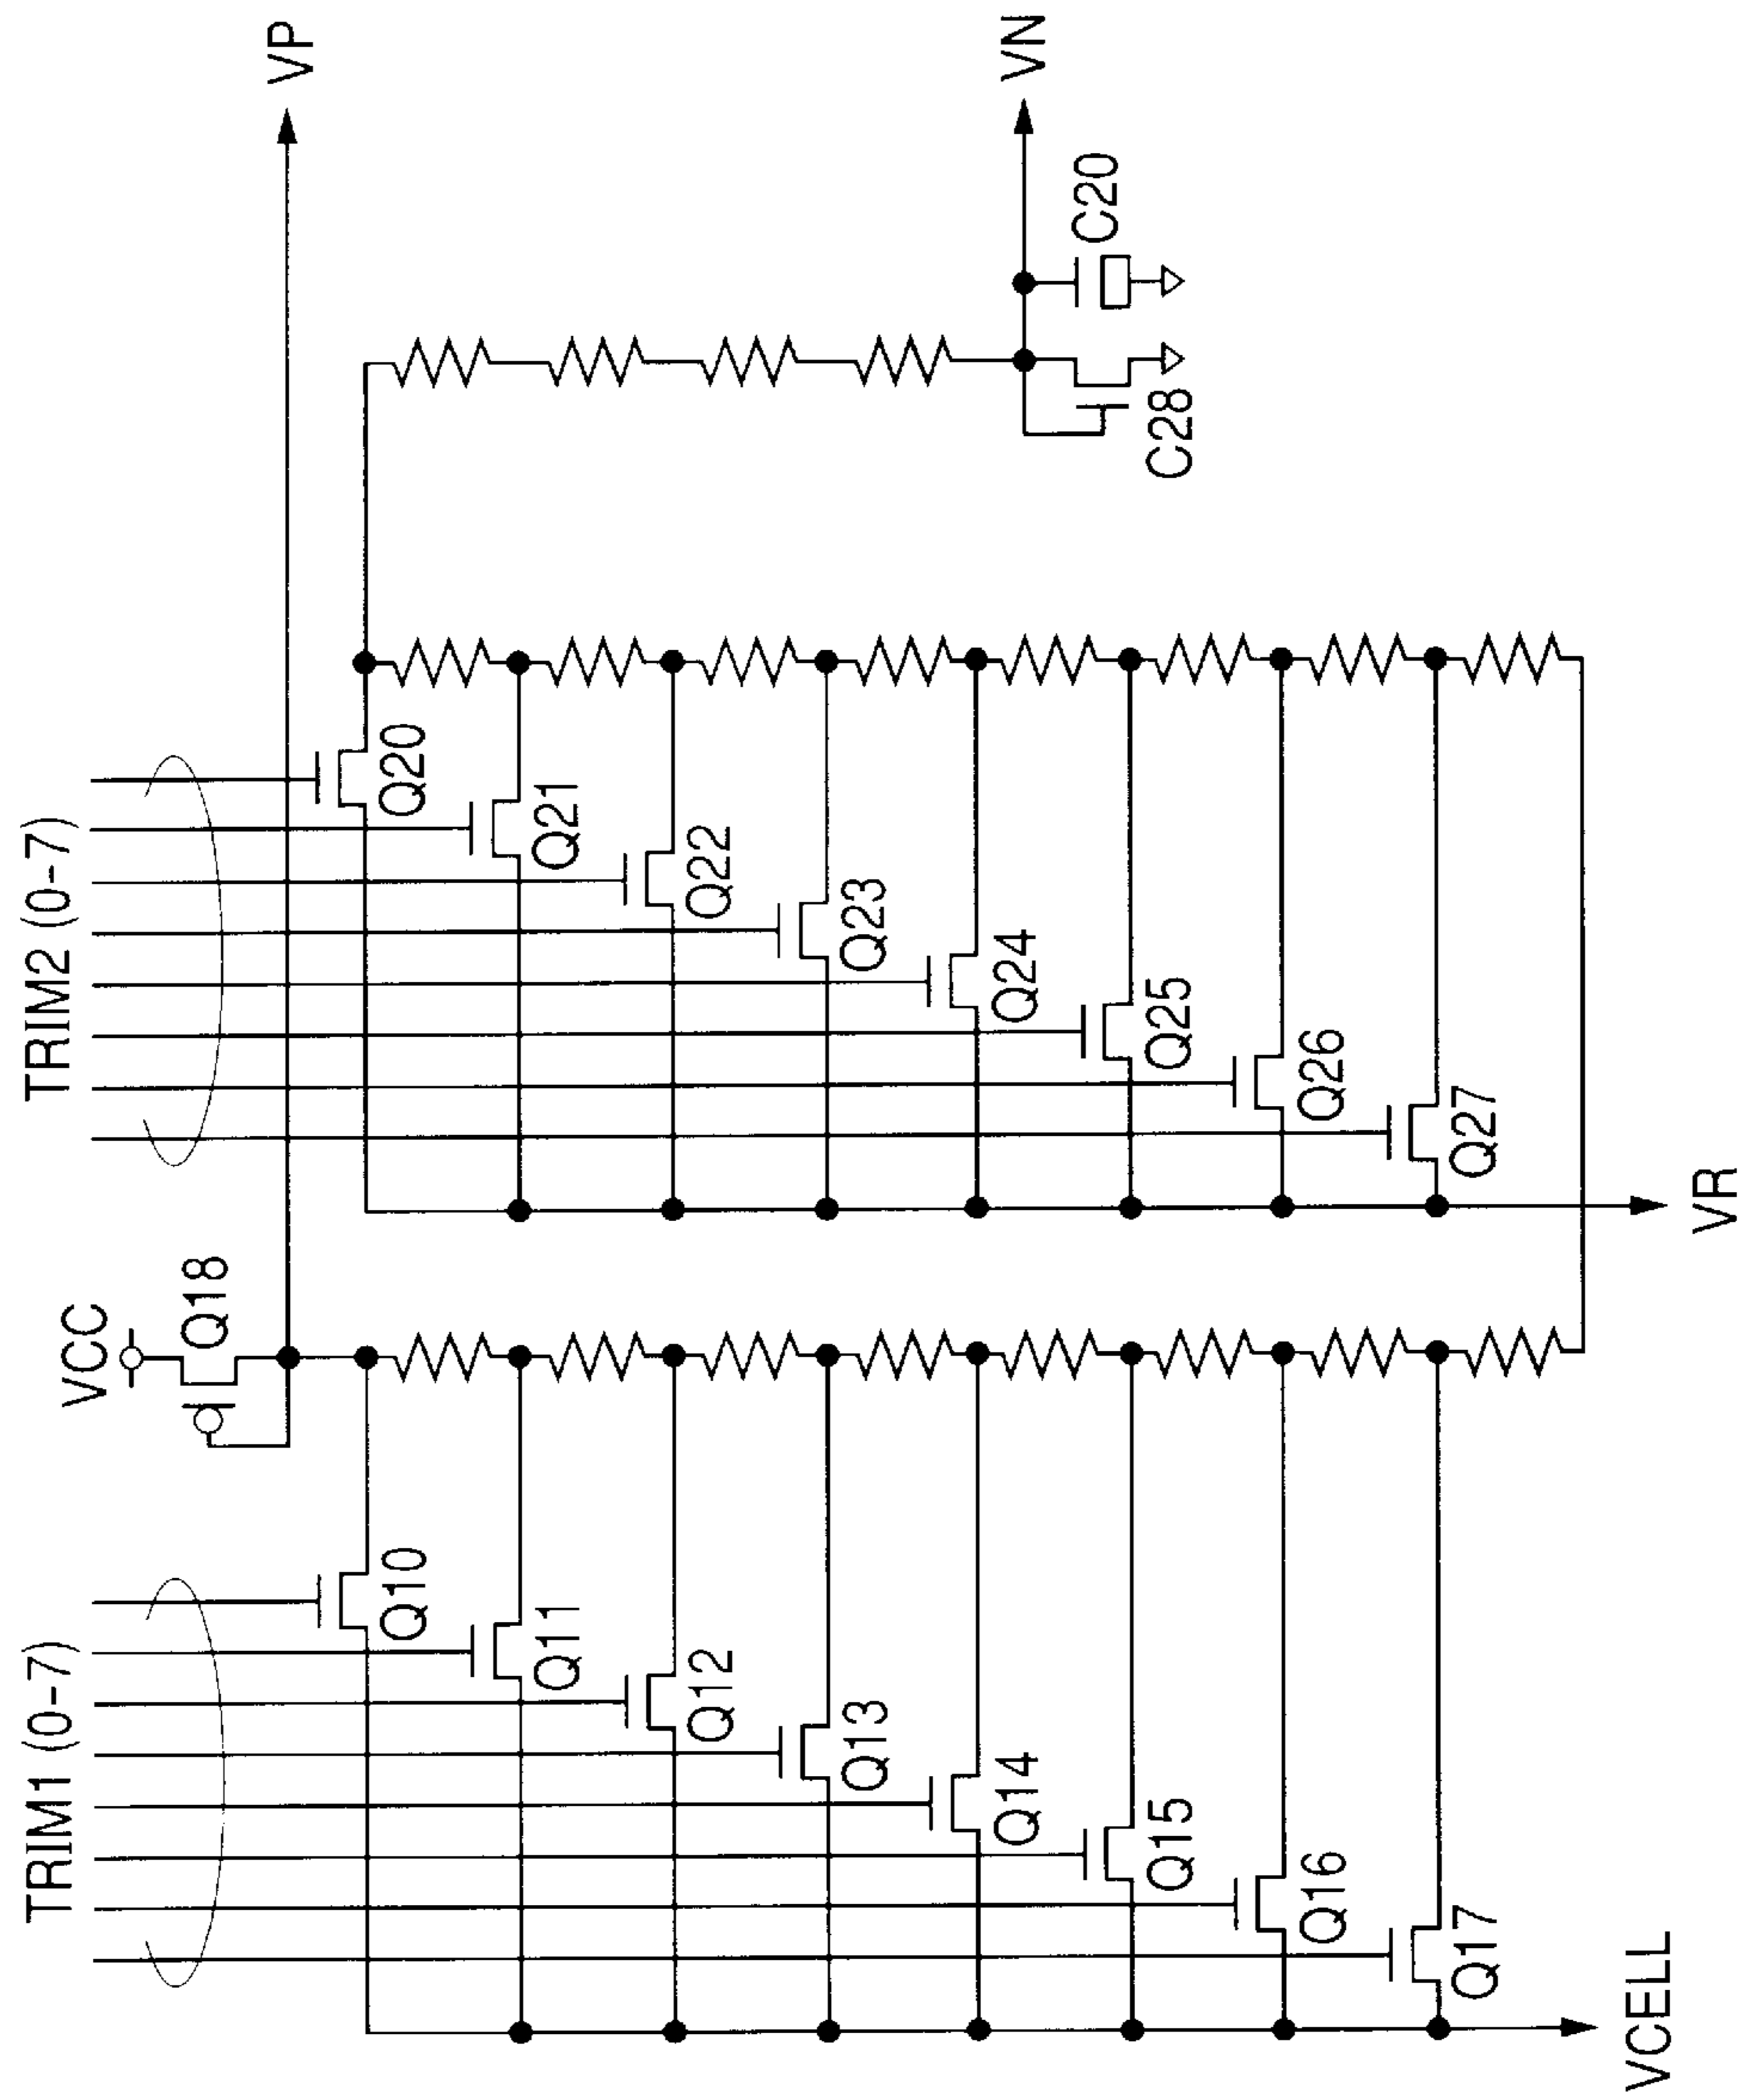 TRIM1 (0-7)
VCC
Q18
TRIM2 (0-7)
VP
Q10
Q11
Q12
Q13
Q14
Q15
Q16
Q17
Q20
Q21
Q22
Q23
Q24
Q25
Q26
Q27
C28
C20
VN
VCELL
VR